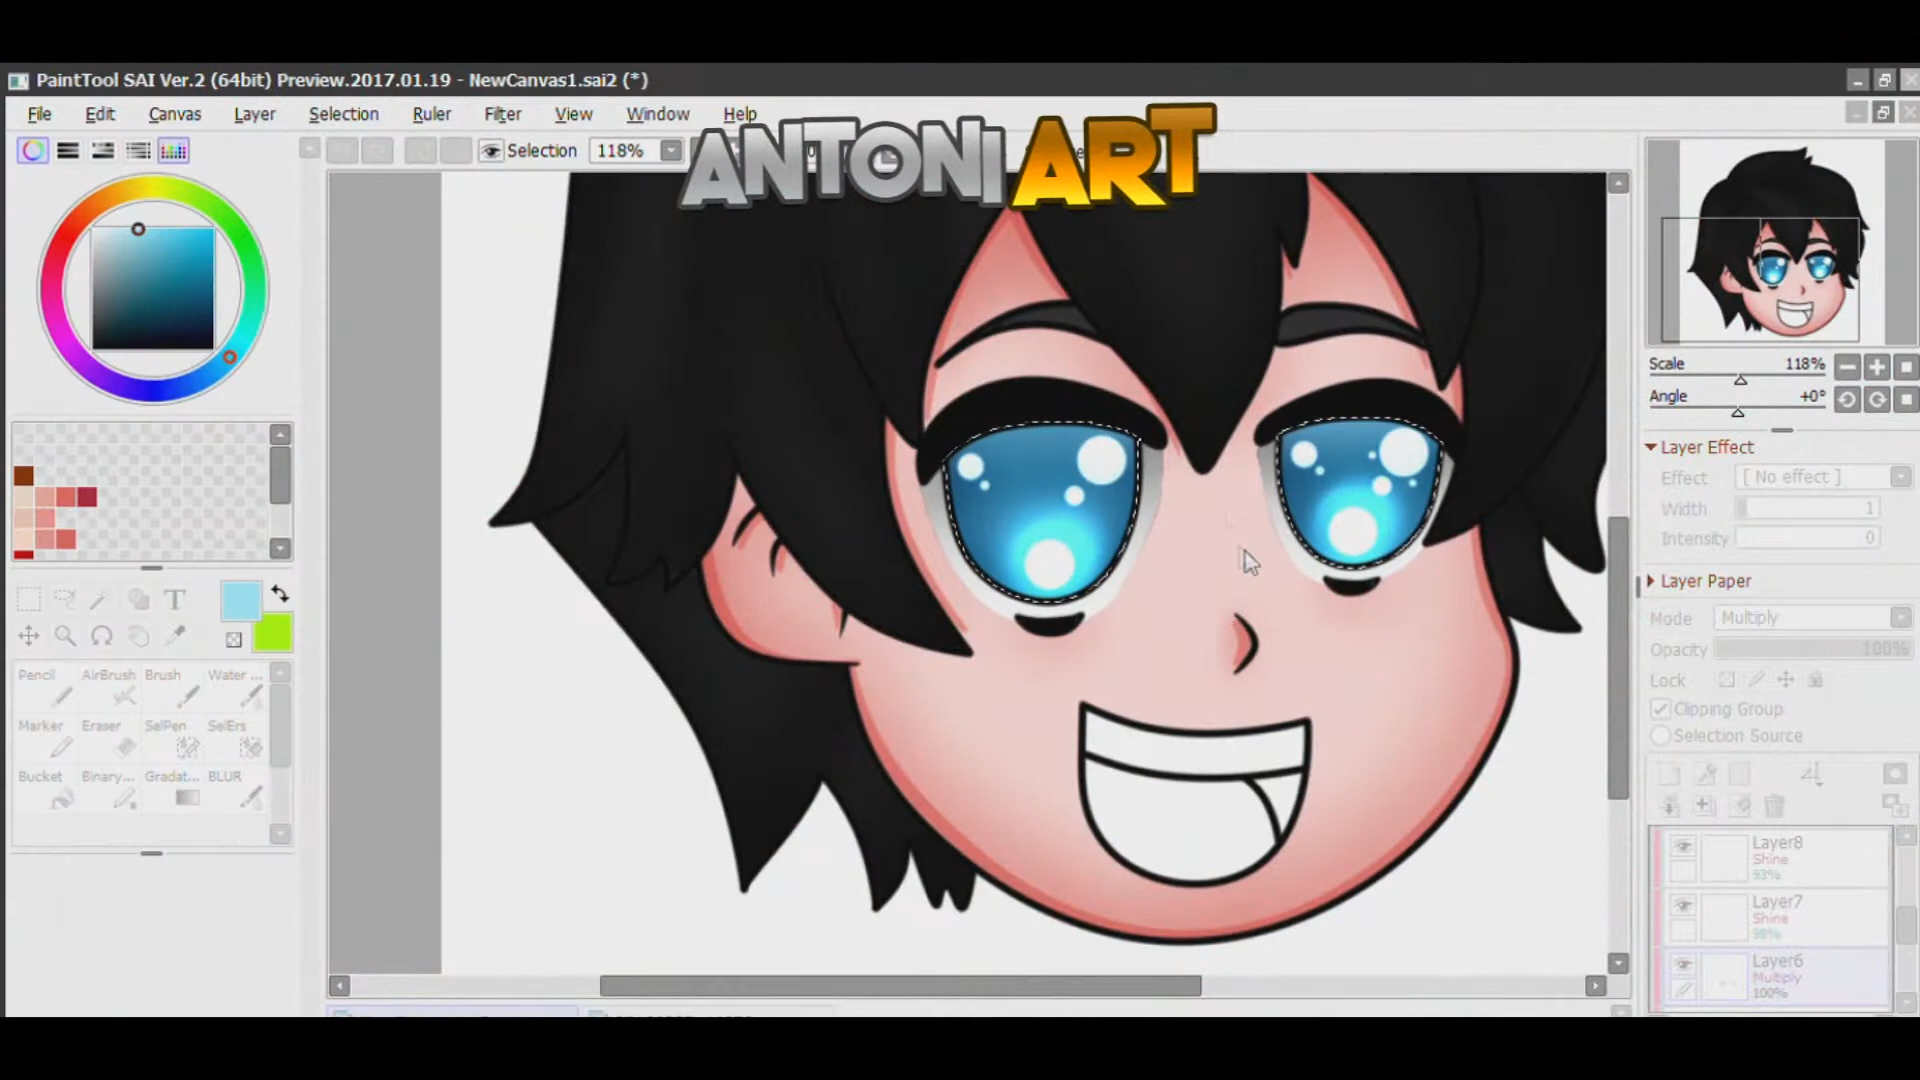 PaintTool SAI Ver.2 (64bit) Preview.2017.01.19 - NewCanvas1.sai2 (*)
File Edit Canvas Layer Selection Ruler Filter View Window Help
Selection 118%
ANTONI ART
Scale 118%
Angle +0°
Layer Effect
Effect [ No effect ]
Width 1
Intensity 0
Layer Paper
Mode Multiply
Opacity 100%
Lock
Clipping Group
Selection Source
T
Pencil AirBrush Brush Water ...
Marker Eraser SelPen SelErs
Bucket Binary... Gradat... BLUR
Layer8
Shine
93%
Layer7
Shine
98%
Layer6
Multiply
100%